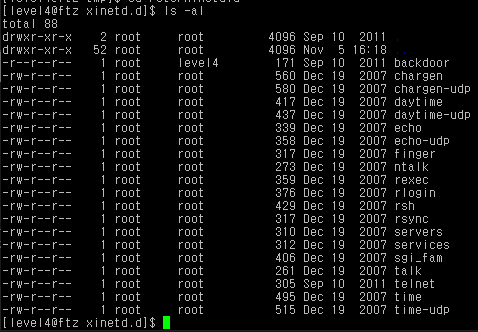 [level4@ftz xinetd.d]$ ls -al
total 88
drwxr-xr-x 2 root root 4096 Sep 10 2011 .
drwxr-xr-x 52 root root 4096 Nov 5 16:18 ..
-r--r----- 1 root level4 171 Sep 10 2011 backdoor
-rw-r--r-- 1 root root 560 Dec 19 2007 chargen
-rw-r--r-- 1 root root 580 Dec 19 2007 chargen-udp
-rw-r--r-- 1 root root 417 Dec 19 2007 daytime
-rw-r--r-- 1 root root 437 Dec 19 2007 daytime-udp
-rw-r--r-- 1 root root 339 Dec 19 2007 echo
-rw-r--r-- 1 root root 358 Dec 19 2007 echo-udp
-rw-r--r-- 1 root root 317 Dec 19 2007 finger
-rw-r--r-- 1 root root 273 Dec 19 2007 ntalk
-rw-r--r-- 1 root root 359 Dec 19 2007 rexec
-rw-r--r-- 1 root root 376 Dec 19 2007 rlogin
-rw-r--r-- 1 root root 429 Dec 19 2007 rsh
-rw-r--r-- 1 root root 317 Dec 19 2007 rsync
-rw-r--r-- 1 root root 310 Dec 19 2007 servers
-rw-r--r-- 1 root root 312 Dec 19 2007 services
-rw-r--r-- 1 root root 406 Dec 19 2007 sgi_fam
-rw-r--r-- 1 root root 261 Dec 19 2007 talk
-rw-r--r-- 1 root root 305 Sep 10 2011 telnet
-rw-r--r-- 1 root root 495 Dec 19 2007 time
-rw-r--r-- 1 root root 515 Dec 19 2007 time-udp
[level4@ftz xinetd.d]$